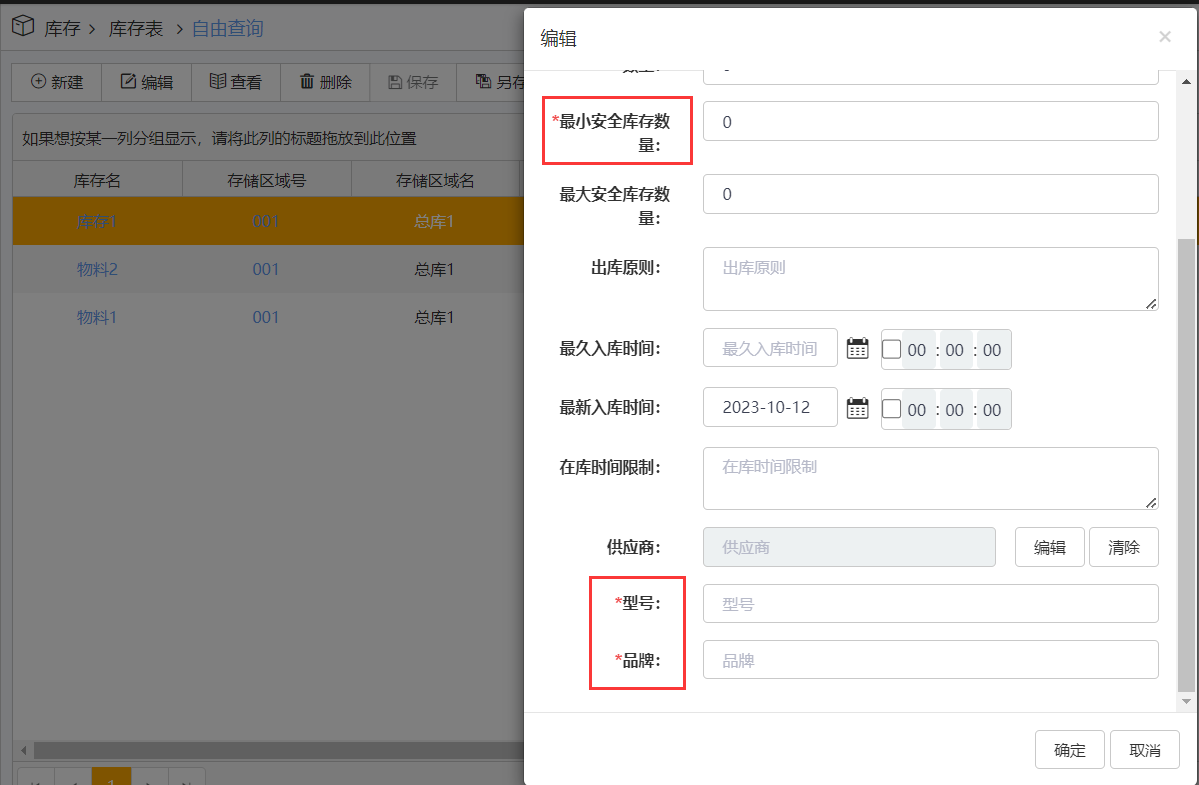 库存 > 库存表 > 自由查询
新建 编辑 查看 删除 保存 另存
如果想按某一列分组显示，请将此列的标题拖放到此位置
库存名 存储区域号 存储区域名
库存1 001 总库1
物料2 001 总库1
物料1 001 总库1
1
编辑 ×
*最小安全库存数
量： 0
最大安全库存数
量： 0
出库原则： 出库原则
最久入库时间： 最久入库时间 00 : 00 : 00
最新入库时间： 2023-10-12 00 : 00 : 00
在库时间限制： 在库时间限制
供应商： 供应商 编辑 清除
*型号： 型号
*品牌： 品牌
确定 取消